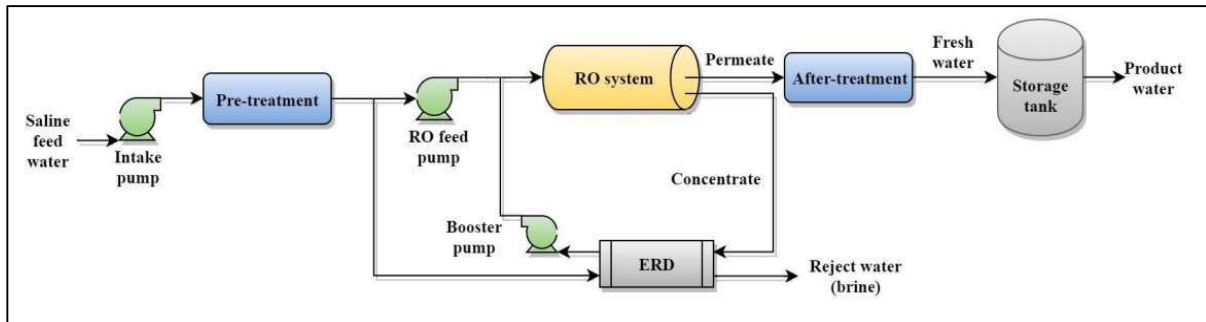 Saline
feed
water
Intake
pump
Pre-treatment
RO feed
pump
RO system
Permeate
After-treatment
Fresh
water
Storage
tank
Product
water
Concentrate
Booster
pump
ERD
Reject water
(brine)